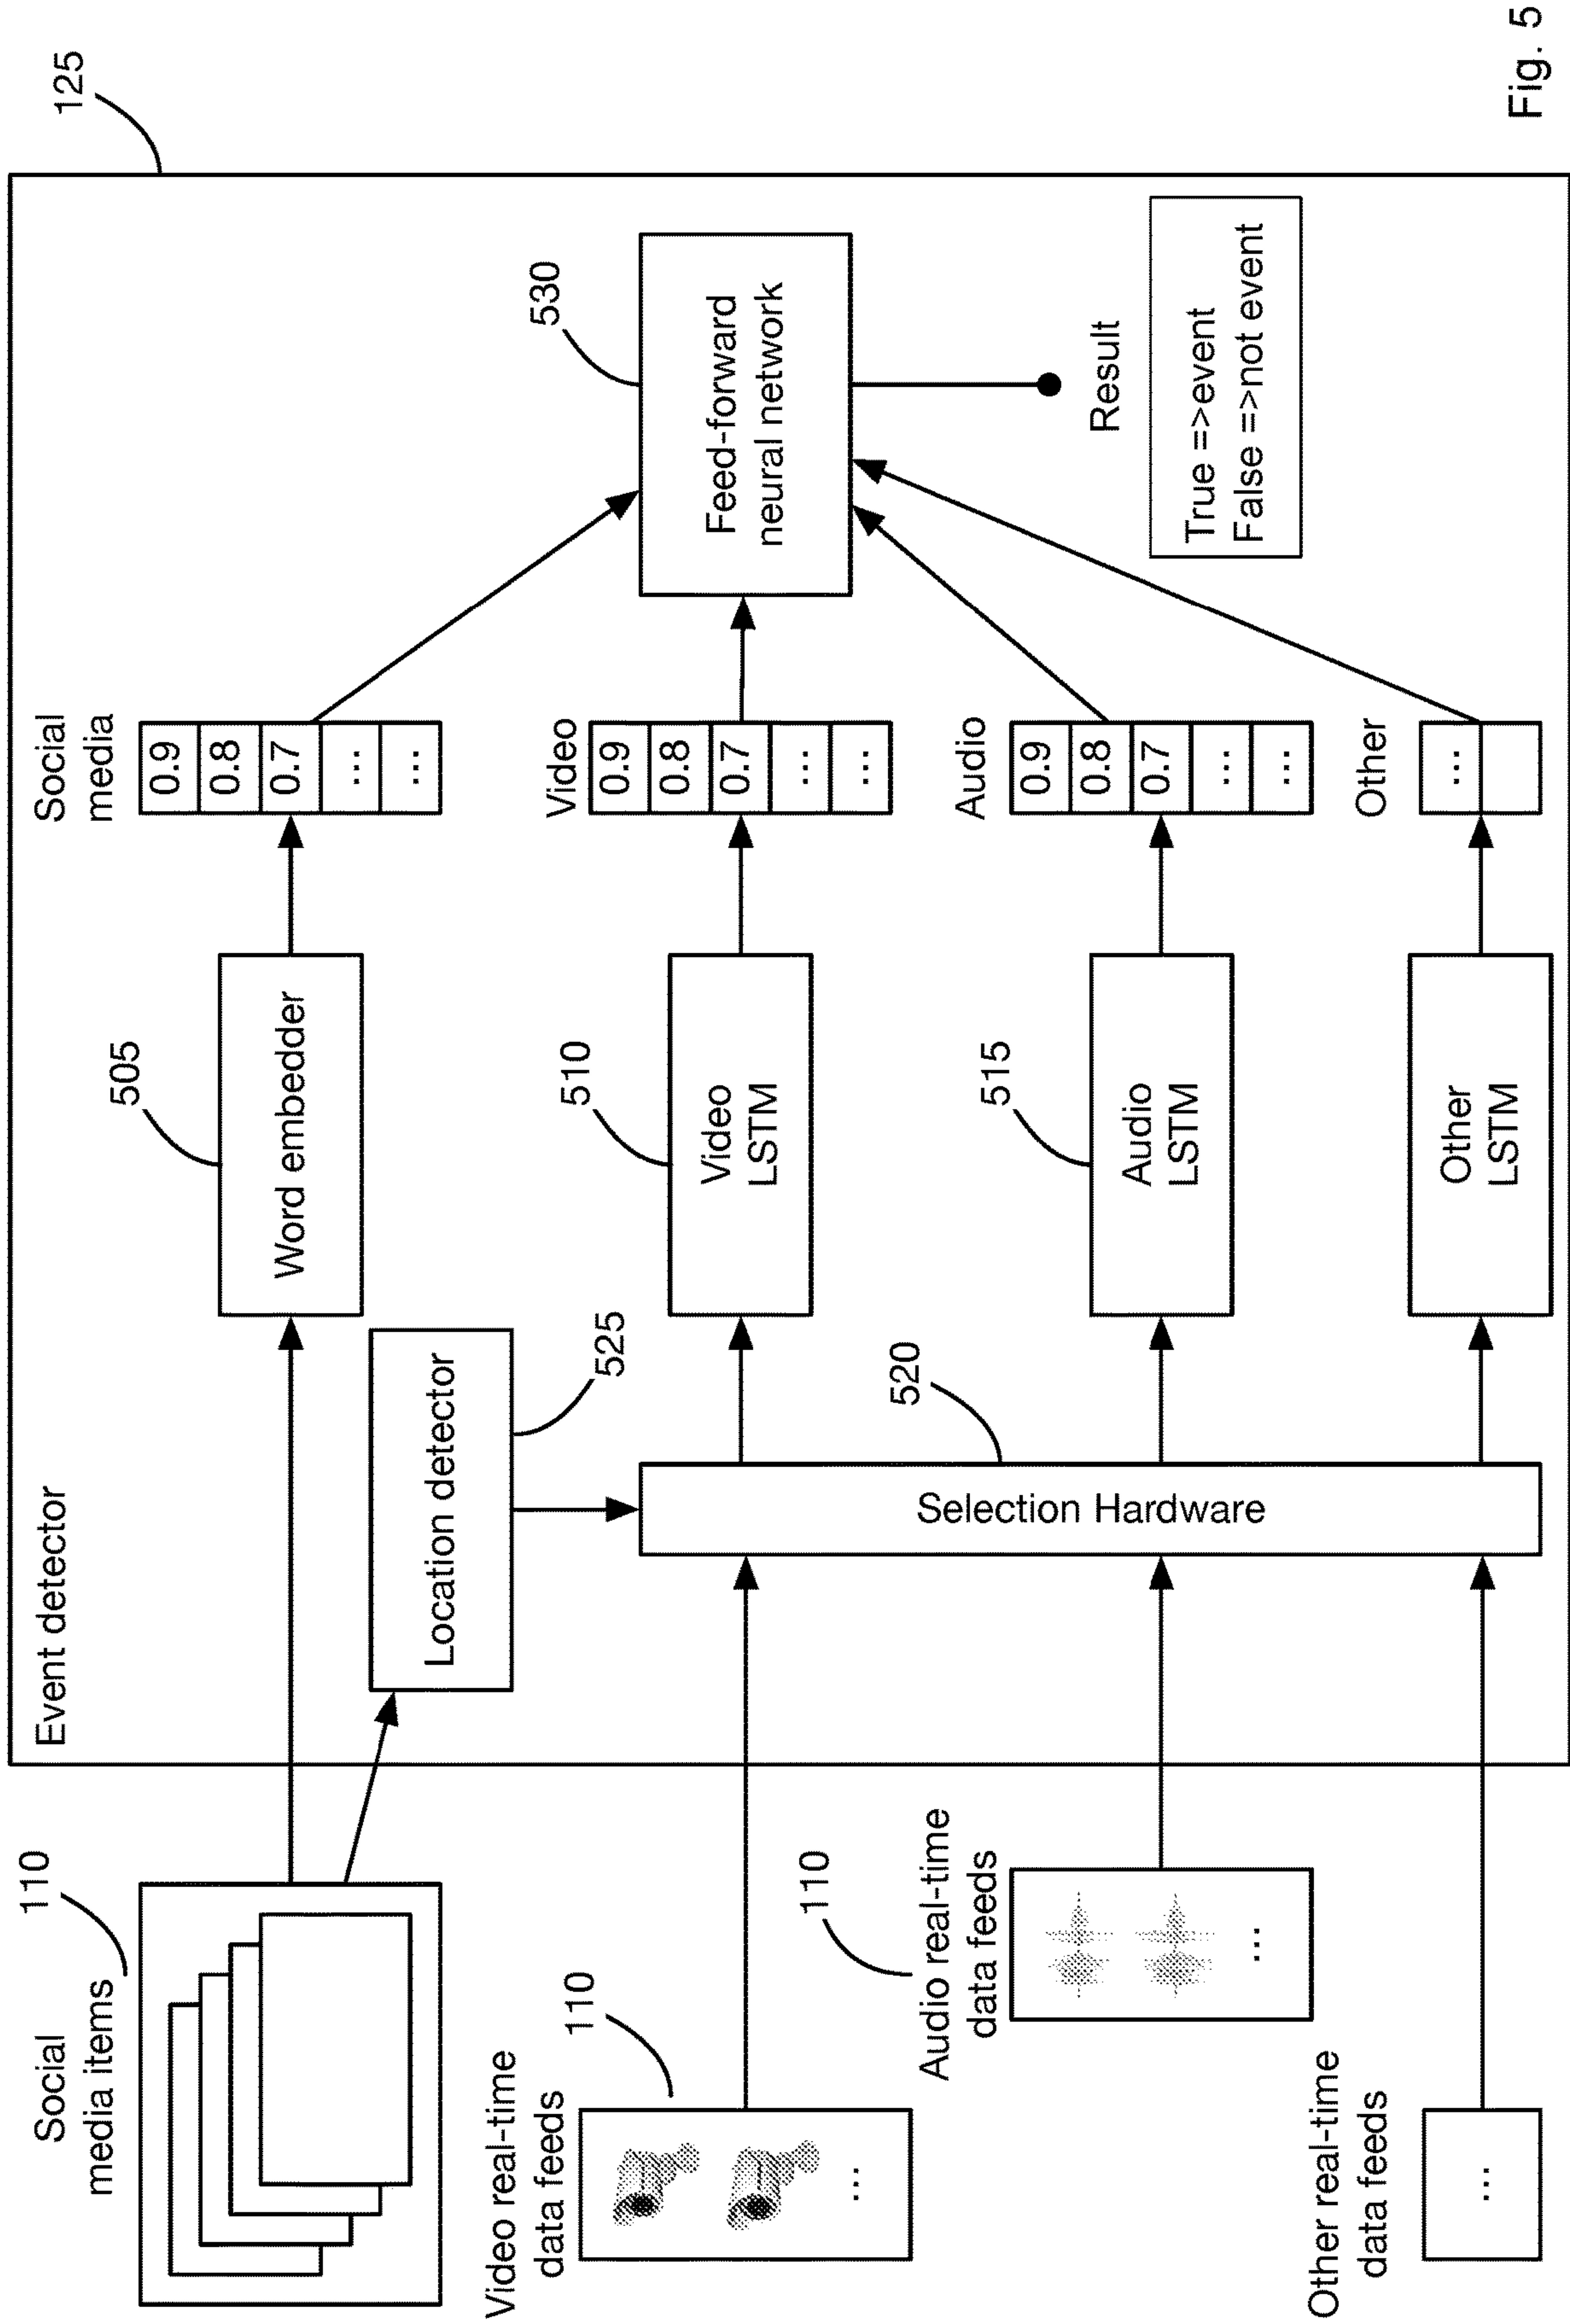 125
Event detector
110
Social
media items
505
Word embedder
Social
media
0.9
0.8
0.7
...
...
Location detector
525
530
Feed-forward
neural network
Video real-time
data feeds
110
...
510
Video
LSTM
Video
0.9
0.8
0.7
...
...
520
Selection Hardware
Result
True =>event
False =>not event
Audio real-time
data feeds
110
...
515
Audio
LSTM
Audio
0.9
0.8
0.7
...
...
Other real-time
data feeds
...
Other
LSTM
Other
...
Fig. 5